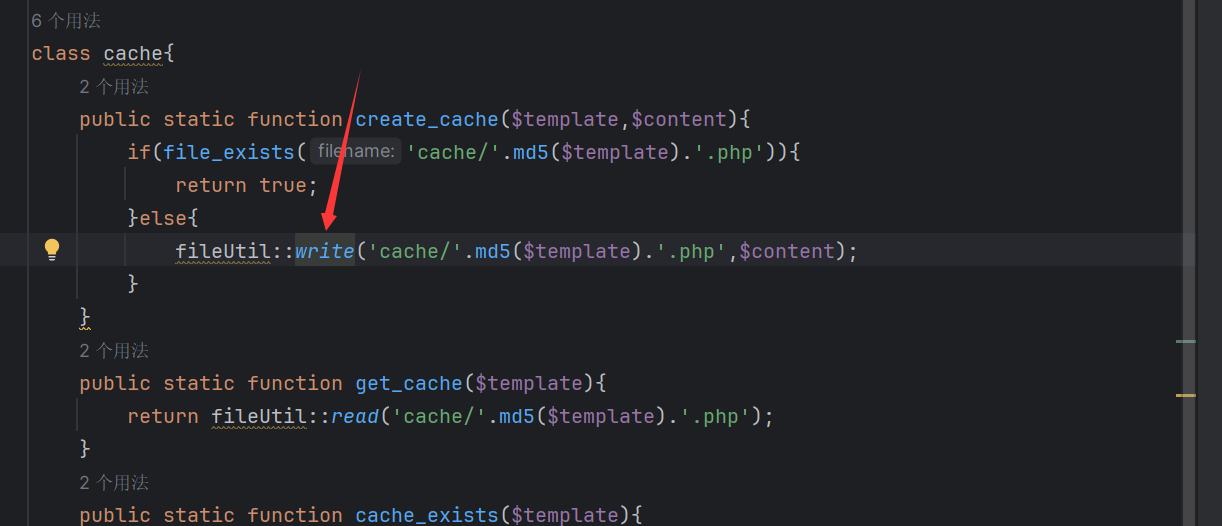 6 个用法
class cache{
2 个用法
public static function create_cache($template,$content){
if(file_exists( filename: 'cache/'.md5($template).'.php')){
return true;
}else{
fileUtil::write('cache/'.md5($template).'.php',$content);
}
}
2 个用法
public static function get_cache($template){
return fileUtil::read('cache/'.md5($template).'.php');
}
2 个用法
public static function cache_exists($template){